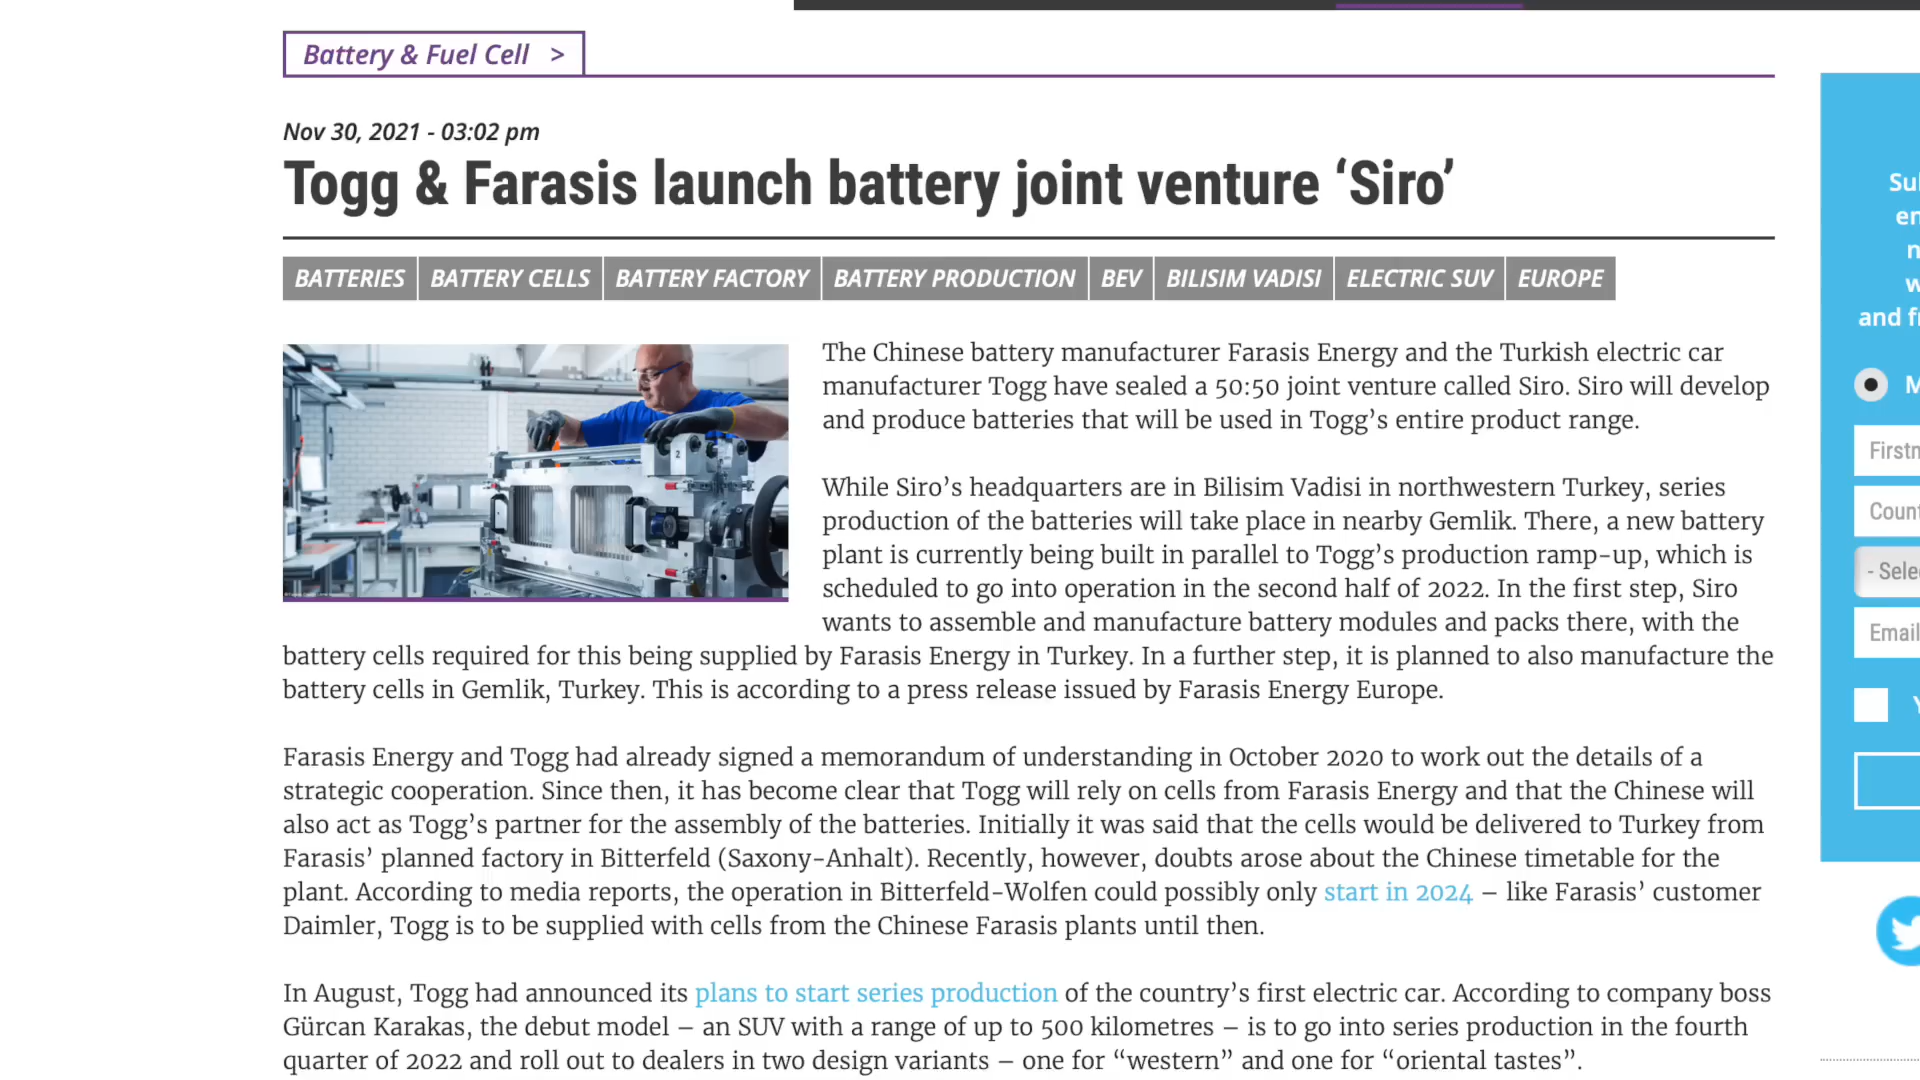 Battery & Fuel Cell >
Nov 30, 2021 - 03:02 pm
Togg & Farasis launch battery joint venture ‘Siro’
BATTERIES BATTERY CELLS BATTERY FACTORY BATTERY PRODUCTION BEV BILISIM VADISI ELECTRIC SUV EUROPE
The Chinese battery manufacturer Farasis Energy and the Turkish electric car
manufacturer Togg have sealed a 50:50 joint venture called Siro. Siro will develop
and produce batteries that will be used in Togg’s entire product range.
While Siro’s headquarters are in Bilisim Vadisi in northwestern Turkey, series
production of the batteries will take place in nearby Gemlik. There, a new battery
plant is currently being built in parallel to Togg’s production ramp-up, which is
scheduled to go into operation in the second half of 2022. In the first step, Siro
wants to assemble and manufacture battery modules and packs there, with the
battery cells required for this being supplied by Farasis Energy in Turkey. In a further step, it is planned to also manufacture the
battery cells in Gemlik, Turkey. This is according to a press release issued by Farasis Energy Europe.
Farasis Energy and Togg had already signed a memorandum of understanding in October 2020 to work out the details of a
strategic cooperation. Since then, it has become clear that Togg will rely on cells from Farasis Energy and that the Chinese will
also act as Togg’s partner for the assembly of the batteries. Initially it was said that the cells would be delivered to Turkey from
Farasis’ planned factory in Bitterfeld (Saxony-Anhalt). Recently, however, doubts arose about the Chinese timetable for the
plant. According to media reports, the operation in Bitterfeld-Wolfen could possibly only start in 2024 – like Farasis’ customer
Daimler, Togg is to be supplied with cells from the Chinese Farasis plants until then.
In August, Togg had announced its plans to start series production of the country’s first electric car. According to company boss
Gürcan Karakas, the debut model – an SUV with a range of up to 500 kilometres – is to go into series production in the fourth
quarter of 2022 and roll out to dealers in two design variants – one for “western” and one for “oriental tastes”.
and
Email